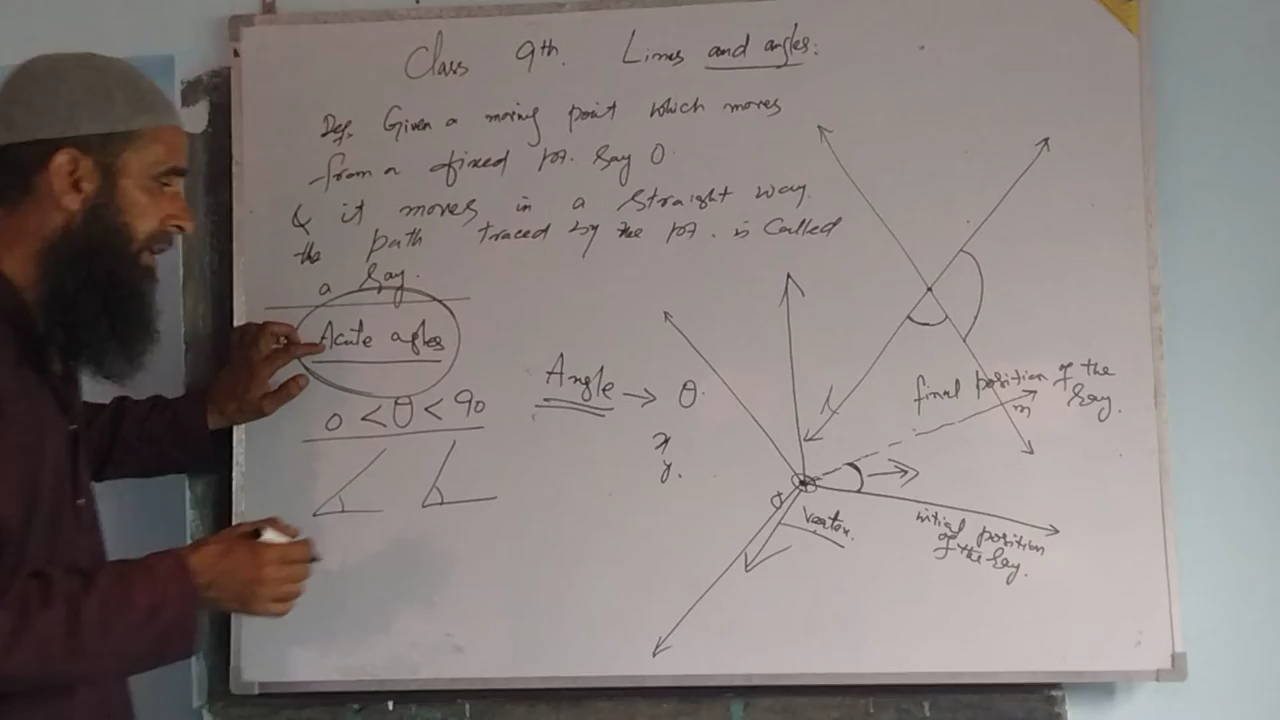 Class 9th. Lines and angles:
Def. Given a moving point which moves
from a fixed pt. Say O
& it moves in a straight way.
the path traced by the pt. is Called
a Ray.
Acute agles
0 < θ < 90
Angle → θ.
x
y.
final position of the
Ray.
m
Vertex.
initial position
of the Ray.